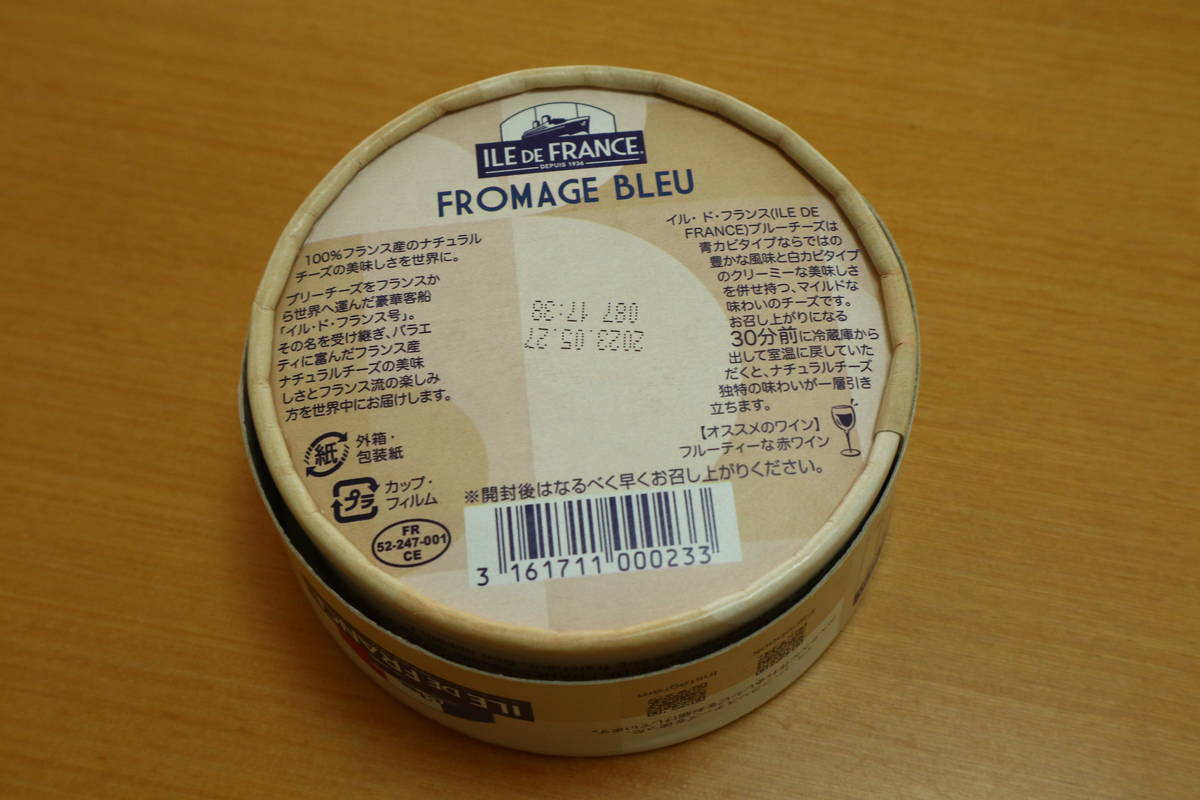 ILE DE FRANCE
DEPUIS 1936
FROMAGE BLEU
100%フランス産のナチュラル
チーズの美味しさを世界に。
ブリーチーズをフランスか
ら世界へ運んだ豪華客船
「イル・ド・フランス号」。
その名を受け継ぎ、バラエ
ティに富んだフランス産
ナチュラルチーズの美味
しさとフランス流の楽しみ
方を世界中にお届けします。
イル・ド・フランス(ILE DE
FRANCE)ブルーチーズは
青カビタイプならではの
豊かな風味と白カビタイプ
のクリーミーな美味しさ
を併せ持つ、マイルドな
味わいのチーズです。
お召し上がりになる
30分前に冷蔵庫から
出して室温に戻していた
だくと、ナチュラルチーズ
独特の味わいが一層引き
立ちます。
【オススメのワイン】
フルーティーな赤ワイン
2023.05.27
087 17:38
紙
外箱・
包装紙
プラ
カップ・
フィルム
FR
52-247-001
CE
※開封後はなるべく早くお召し上がりください。
3 161711 000233
ILE DE FRAN
Instagram